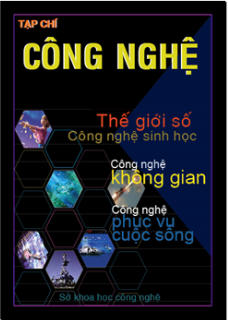 TẠP CHÍ
CÔNG NGHỆ
Thế giới số
Công nghệ sinh học
Công nghệ
không gian
Công nghệ
phục vụ
cuộc sống
Sở khoa học công nghệ